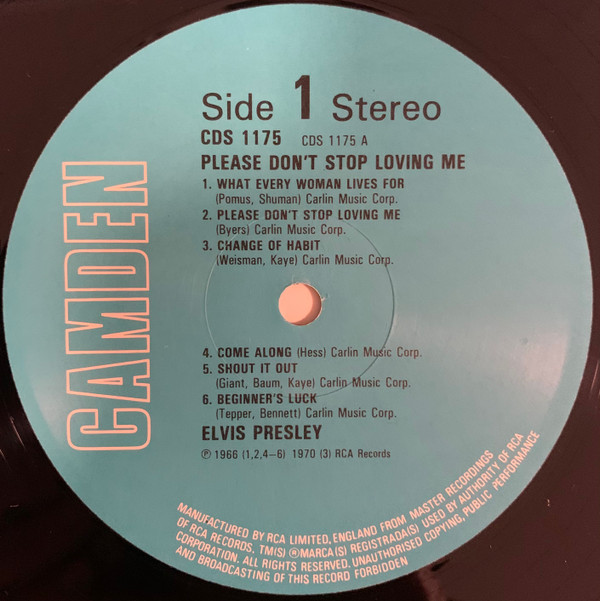 Side 1 Stereo
CDS 1175 CDS 1175 A
PLEASE DON'T STOP LOVING ME
1. WHAT EVERY WOMAN LIVES FOR
(Pomus, Shuman) Carlin Music Corp.
2. PLEASE DON'T STOP LOVING ME
(Byers) Carlin Music Corp.
3. CHANGE OF HABIT
(Weisman, Kaye) Carlin Music Corp.
CAMDEN
4. COME ALONG (Hess) Carlin Music Corp.
5. SHOUT IT OUT
(Giant, Baum, Kaye) Carlin Music Corp.
6. BEGINNER'S LUCK
(Tepper, Bennett) Carlin Music Corp.
ELVIS PRESLEY
℗ 1966 (1,2,4–6) 1970 (3) RCA Records
MANUFACTURED BY RCA LIMITED, ENGLAND FROM MASTER RECORDINGS
OF RCA RECORDS. TM(S) ® MARCA(S) REGISTRADA(S) USED BY AUTHORITY OF RCA
CORPORATION. ALL RIGHTS RESERVED. UNAUTHORISED COPYING, PUBLIC PERFORMANCE
AND BROADCASTING OF THIS RECORD FORBIDDEN